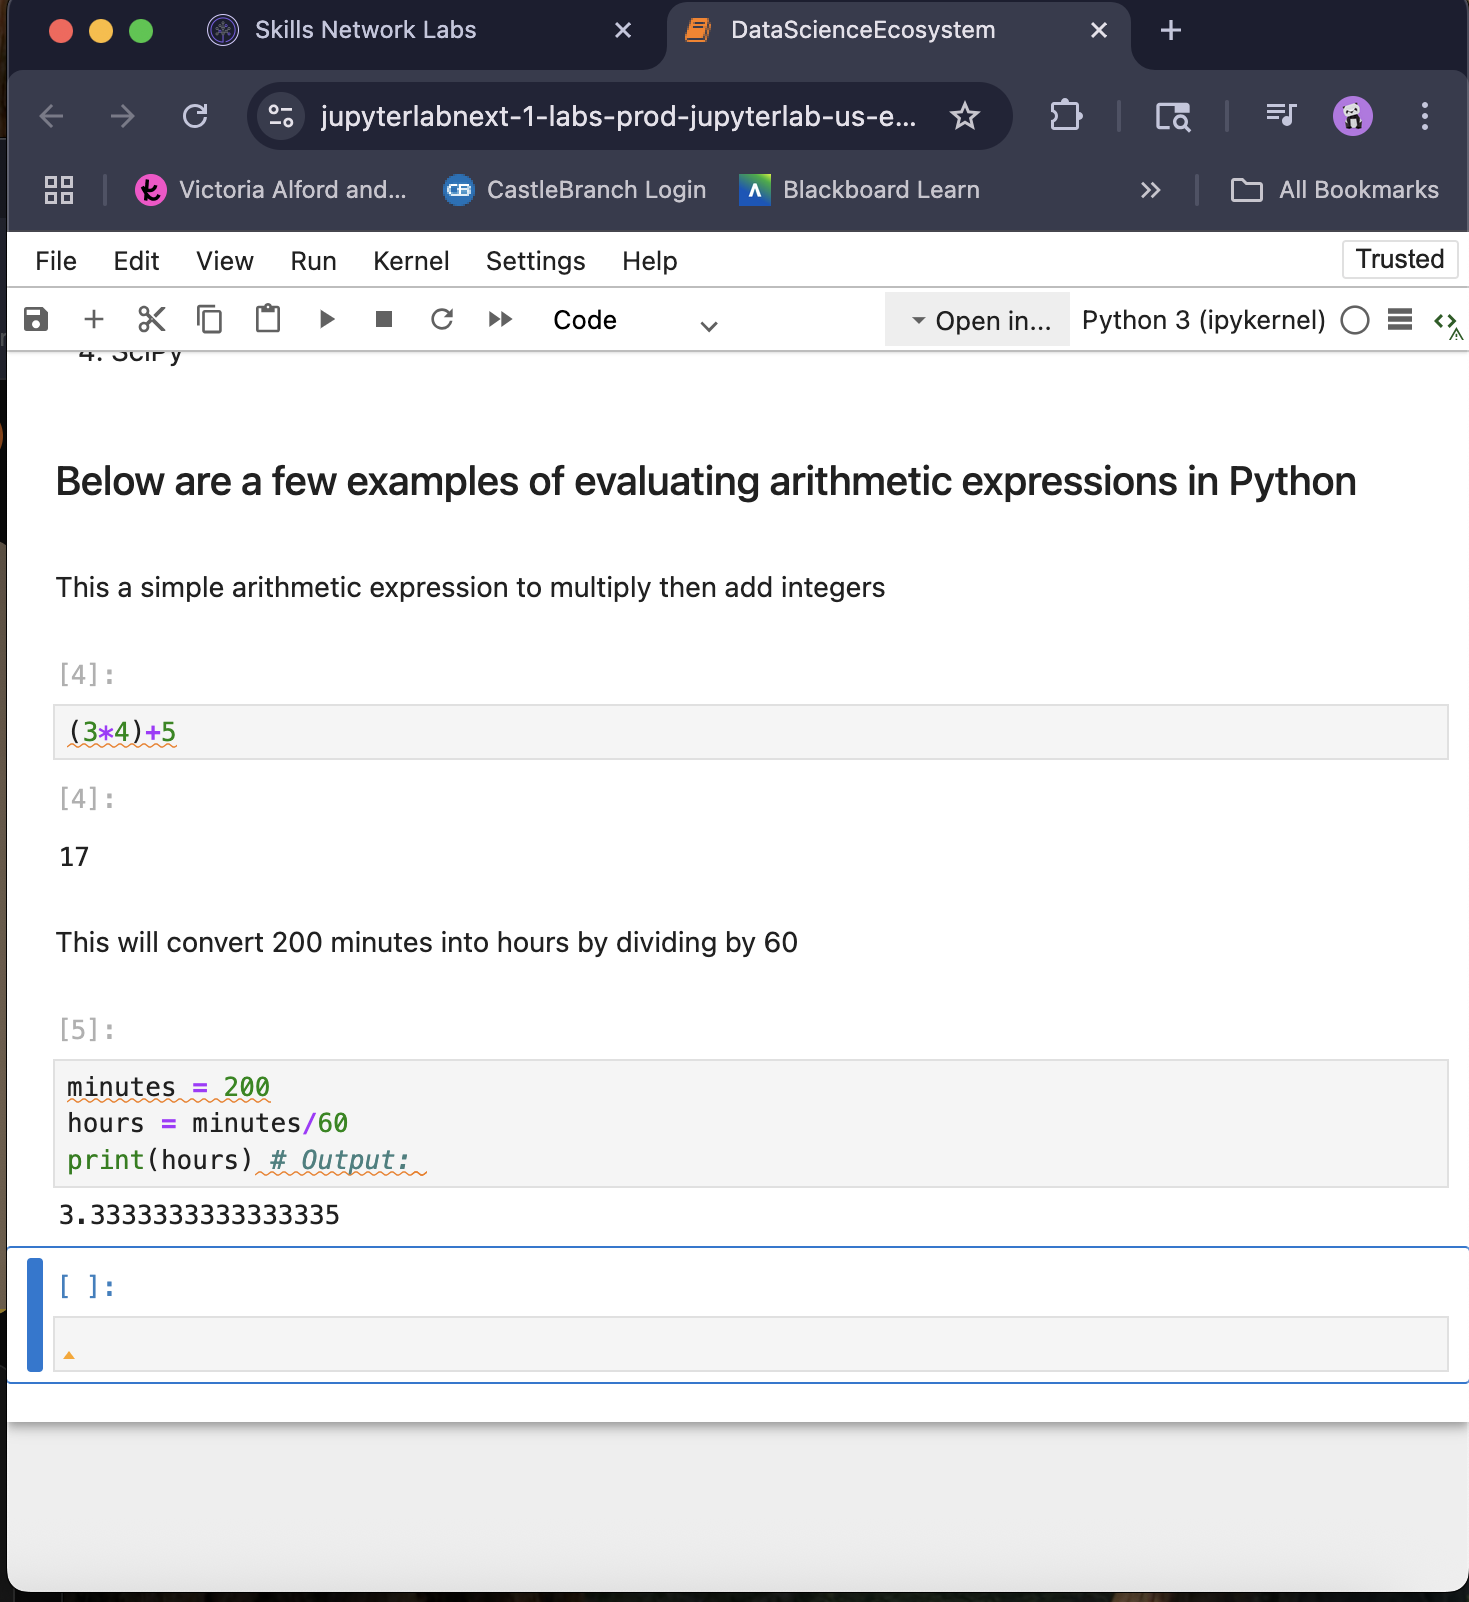 Skills Network Labs
DataScienceEcosystem
jupyterlabnext-1-labs-prod-jupyterlab-us-e...
Victoria Alford and...
CB CastleBranch Login
Blackboard Learn
All Bookmarks
File Edit View Run Kernel Settings Help
Trusted
Code
Open in...
Python 3 (ipykernel)
4. SciPy
Below are a few examples of evaluating arithmetic expressions in Python
This a simple arithmetic expression to multiply then add integers
[4]:
(3*4)+5
[4]:
17
This will convert 200 minutes into hours by dividing by 60
[5]:
minutes = 200
hours = minutes/60
print(hours) # Output:
3.3333333333333335
[ ]: